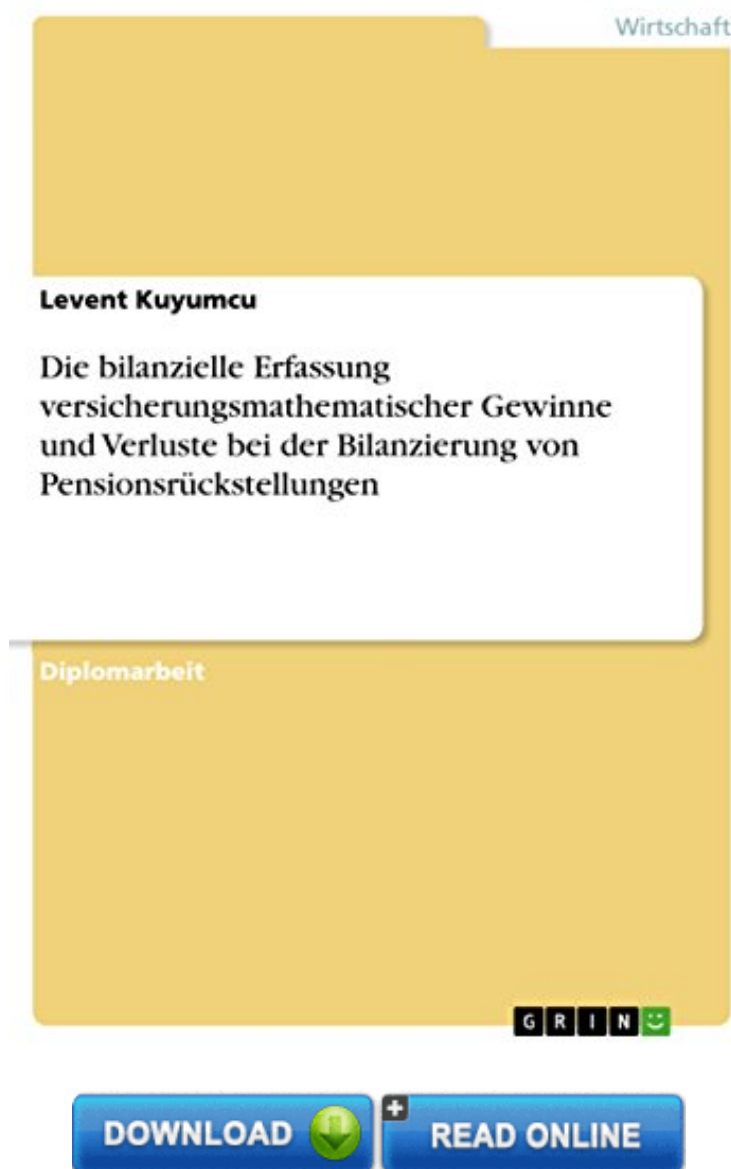 Wirtschaft
Levent Kuyumcu
Die bilanzielle Erfassung
versicherungsmathematischer Gewinne
und Verluste bei der Bilanzierung von
Pensionsrückstellungen
Diplomarbeit
GRIN
DOWNLOAD
READ ONLINE